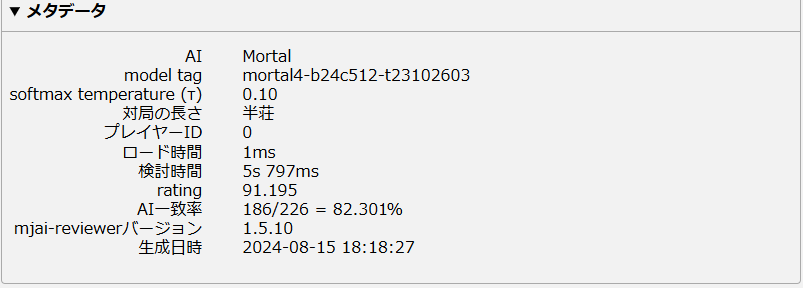 ▼ メタデータ
AI Mortal
model tag mortal4-b24c512-t23102603
softmax temperature (τ) 0.10
対局の長さ 半荘
プレイヤーID 0
ロード時間 1ms
検討時間 5s 797ms
rating 91.195
AI一致率 186/226 = 82.301%
mjai-reviewerバージョン 1.5.10
生成日時 2024-08-15 18:18:27